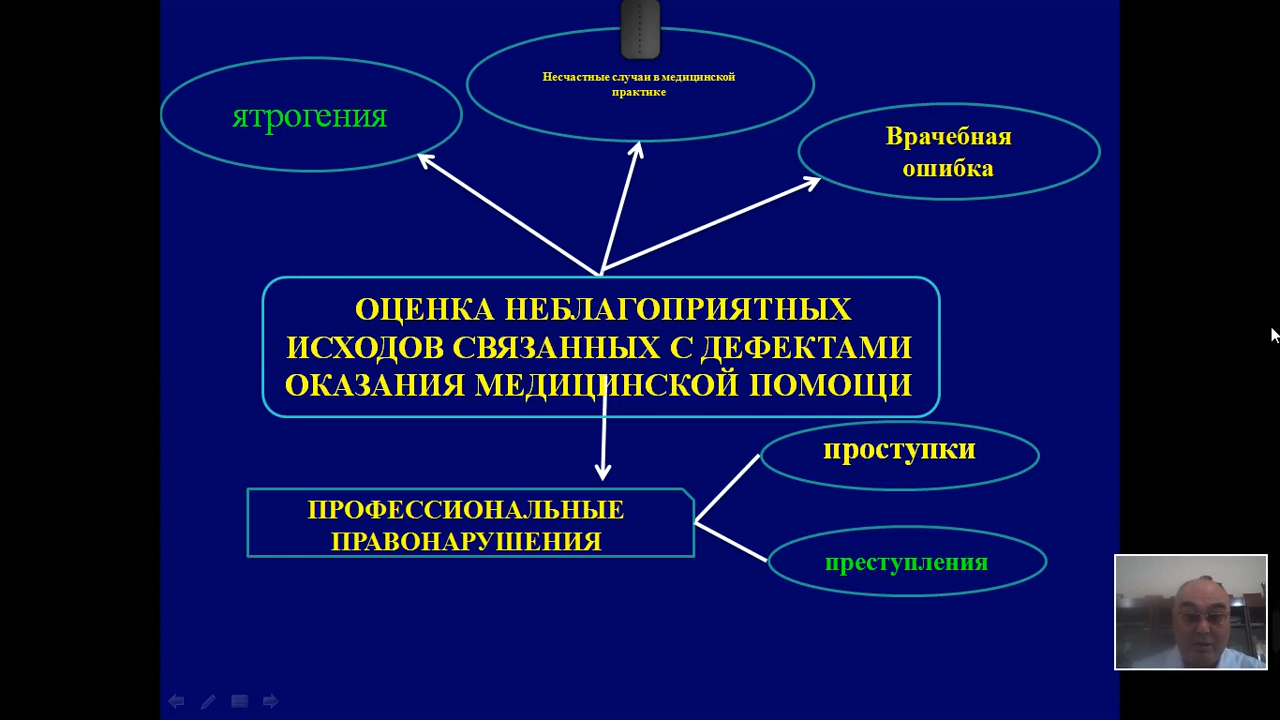 ятрогения
Несчастные случаи в медицинской
практике
Врачебная
ошибка
ОЦЕНКА НЕБЛАГОПРИЯТНЫХ
ИСХОДОВ СВЯЗАННЫХ С ДЕФЕКТАМИ
ОКАЗАНИЯ МЕДИЦИНСКОЙ ПОМОЩИ
проступки
ПРОФЕССИОНАЛЬНЫЕ
ПРАВОНАРУШЕНИЯ
преступления